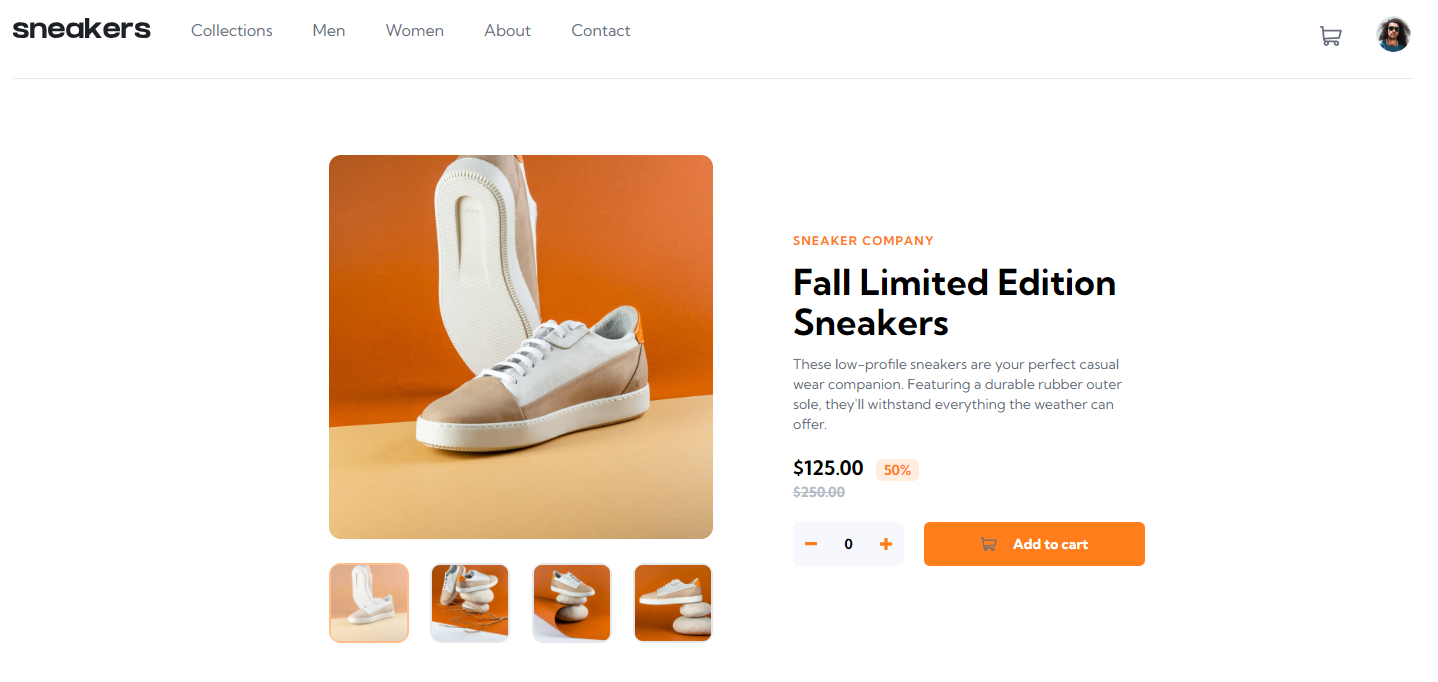 sneakers Collections Men Women About Contact
SNEAKER COMPANY
Fall Limited Edition
Sneakers
These low-profile sneakers are your perfect casual
wear companion. Featuring a durable rubber outer
sole, they'll withstand everything the weather can
offer.
$125.00 50%
$250.00
0 Add to cart